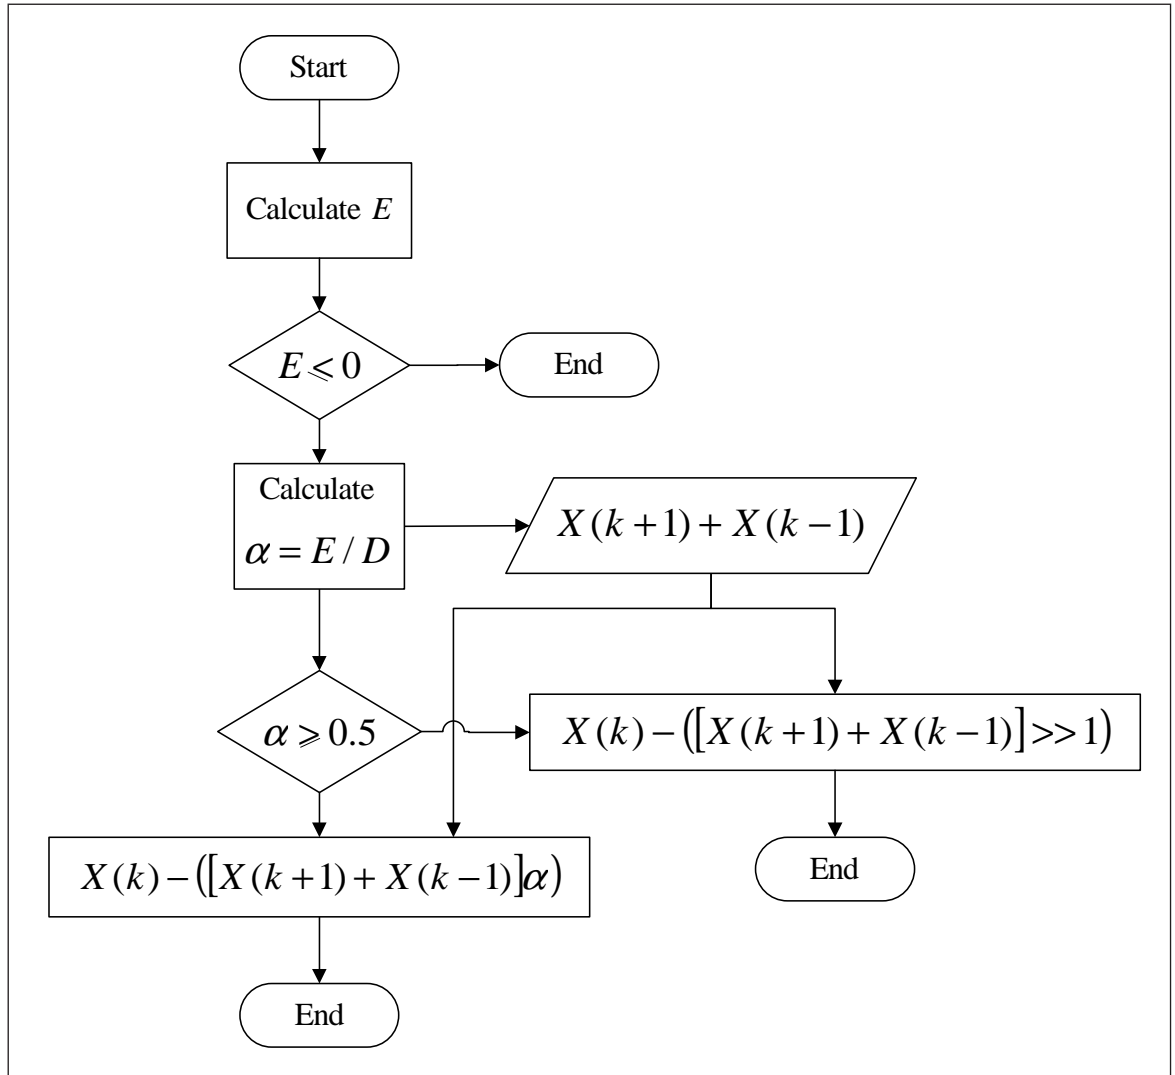 Start
Calculate E
E ⩽ 0
End
Calculate
α = E / D
X(k+1) + X(k−1)
α ⩾ 0.5
X(k) − ([X(k+1) + X(k−1)] >> 1)
X(k) − ([X(k+1) + X(k−1)]α)
End
End